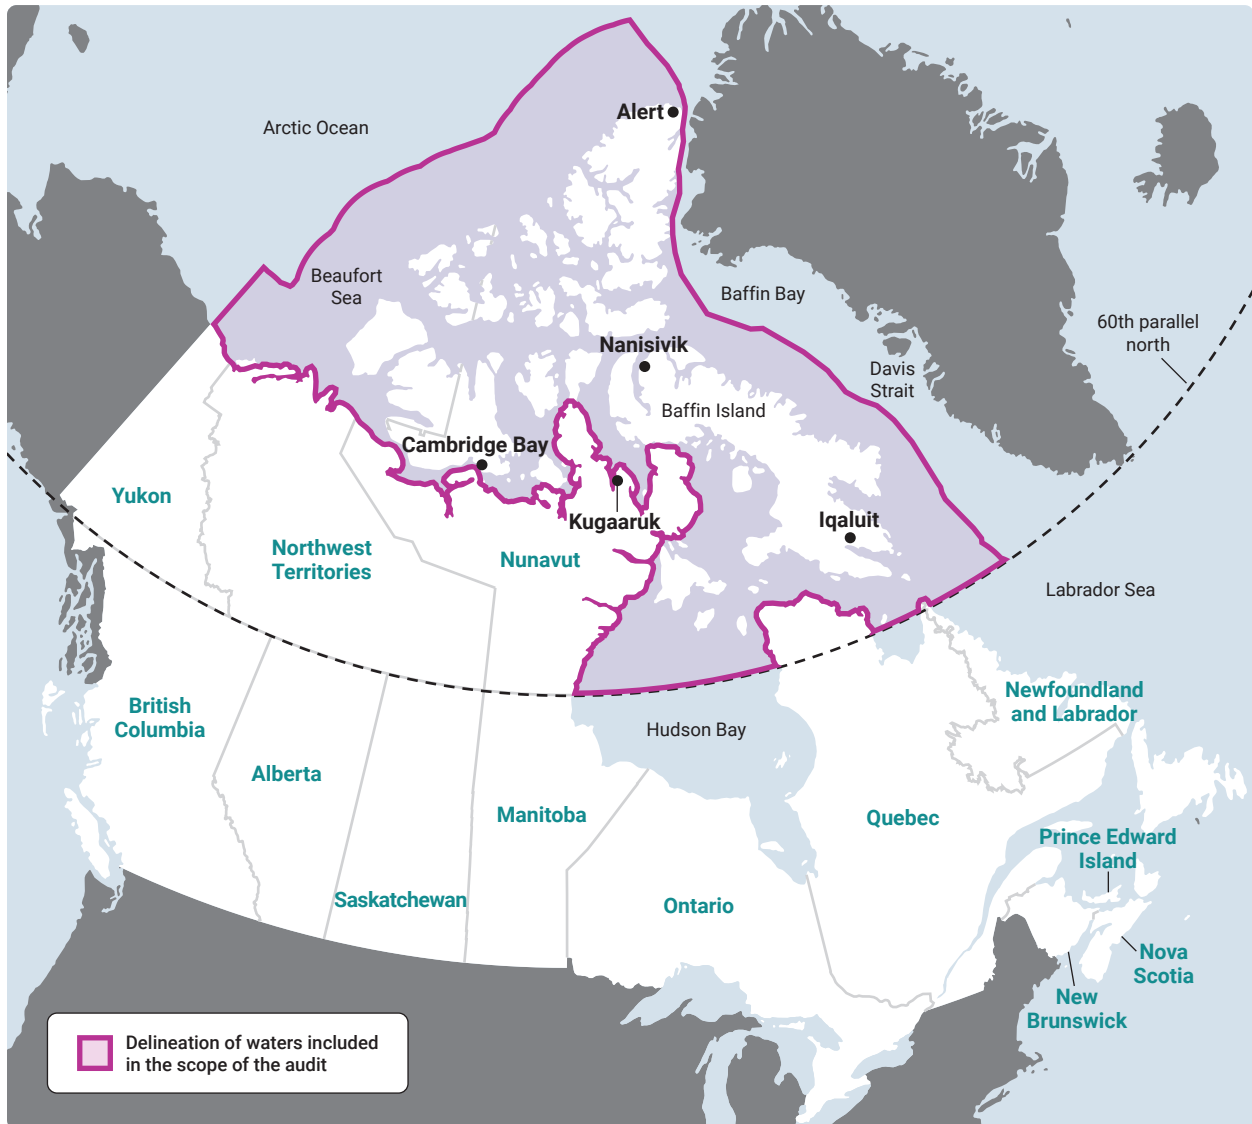 Alert
Arctic Ocean
Beaufort
Sea
Baffin Bay
60th parallel
north
Nanisivik
Davis
Strait
Baffin Island
Cambridge Bay
Yukon
Kugaaruk
Iqaluit
Northwest
Territories
Nunavut
Labrador Sea
British
Columbia
Newfoundland
and Labrador
Hudson Bay
Alberta
Manitoba
Quebec
Prince Edward
Island
Saskatchewan
Ontario
Nova
Scotia
New
Brunswick
Delineation of waters included
in the scope of the audit